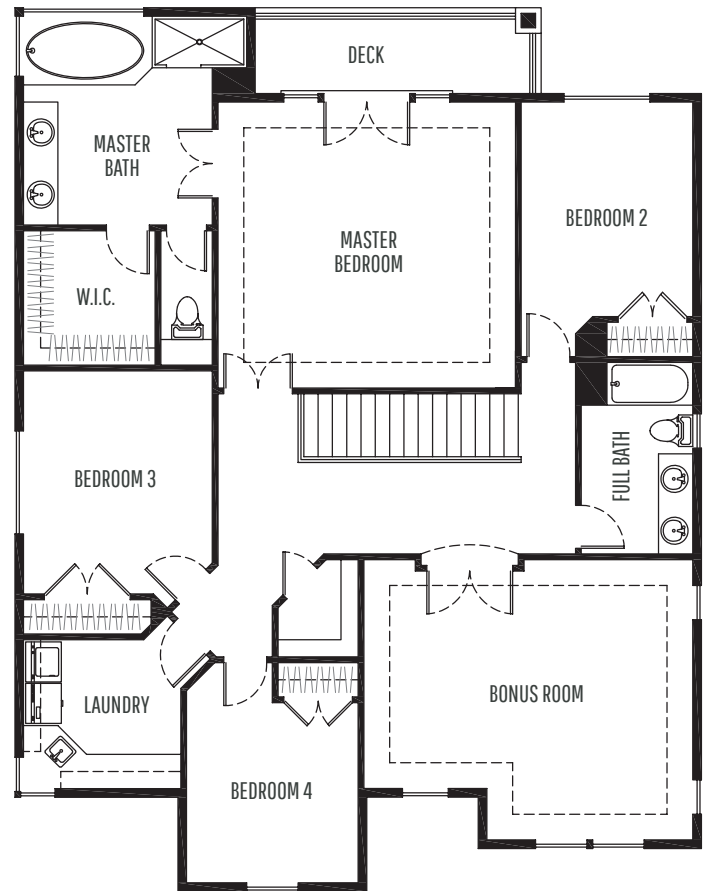 DECK
MASTER
BATH
BEDROOM 2
MASTER
BEDROOM
W.I.C.
BEDROOM 3
FULL BATH
LAUNDRY
BONUS ROOM
BEDROOM 4